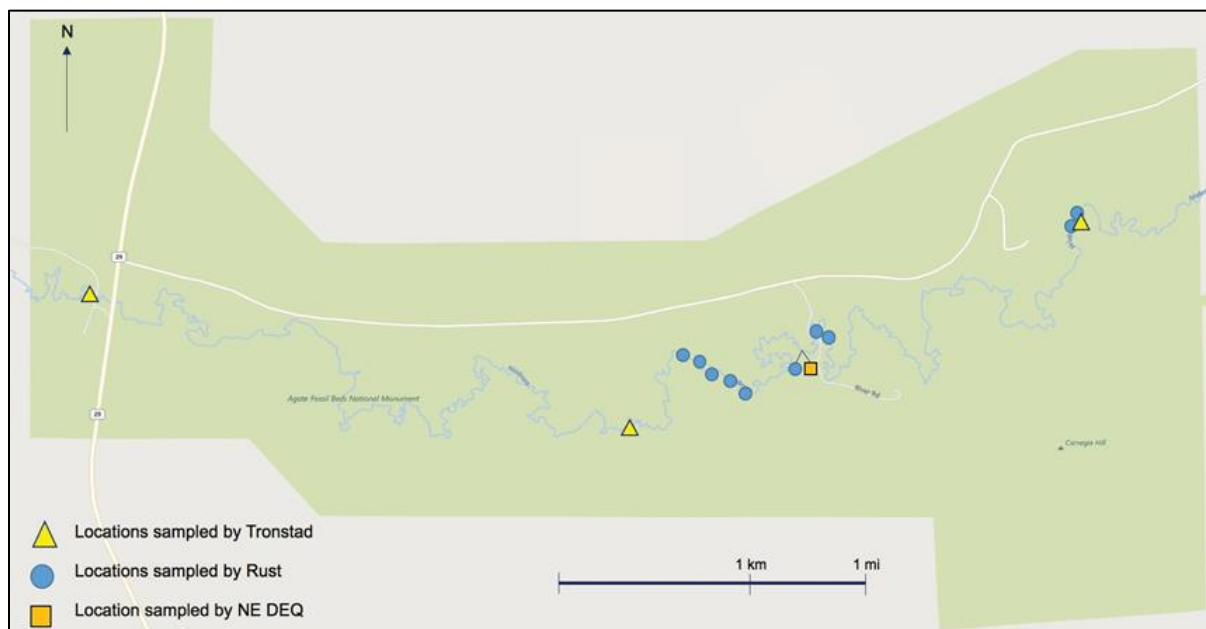 N
29
Agate Fossil Beds National Monument
29
River Rd
Carnegie Hill
Locations sampled by Tronstad
Locations sampled by Rust
Location sampled by NE DEQ
1 km
1 mi